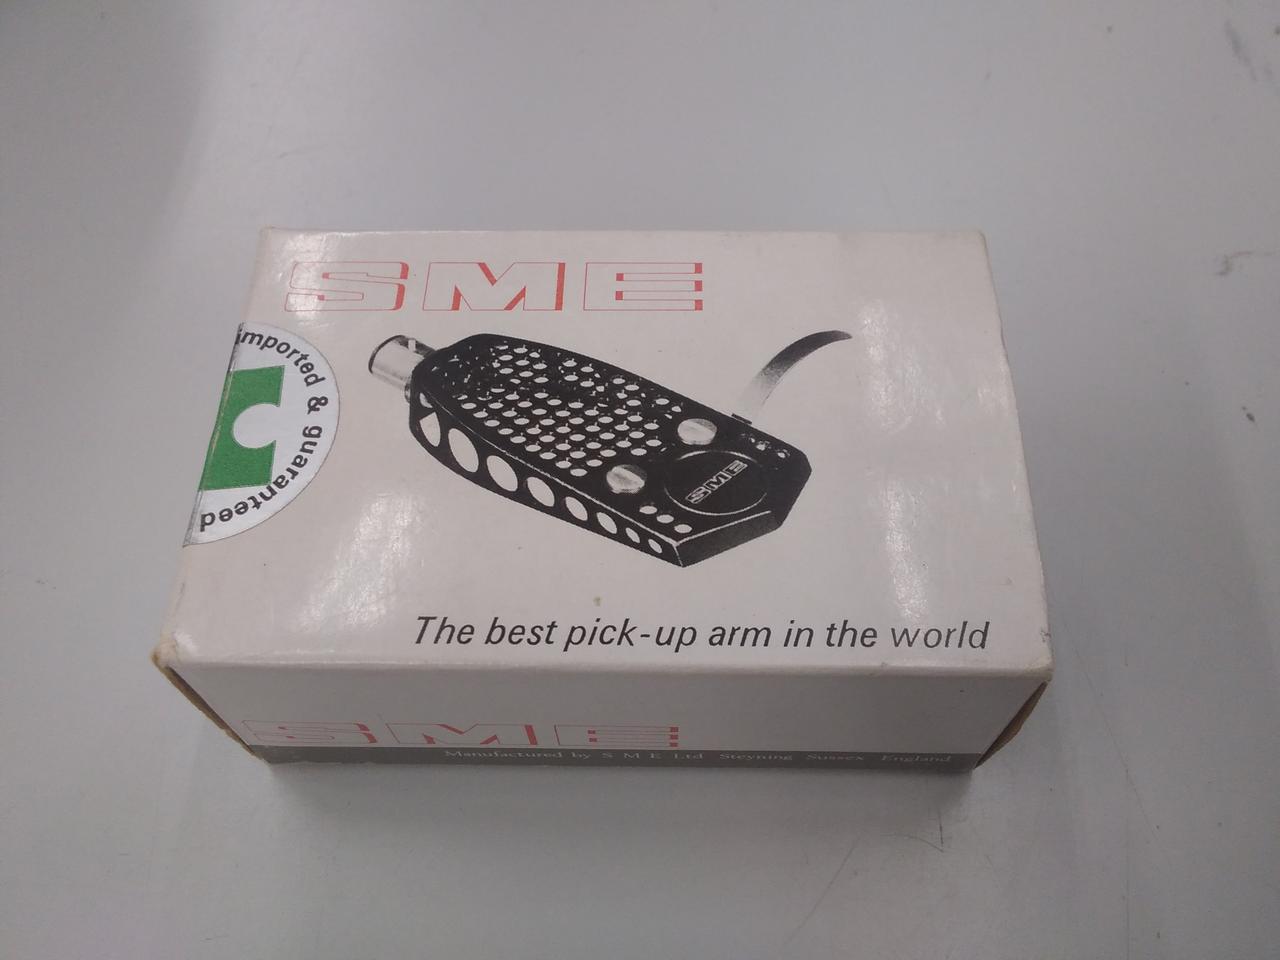 SME
imported & guaranteed
SME
The best pick-up arm in the world
SME
Manufactured by S M E Ltd Steyning Sussex England